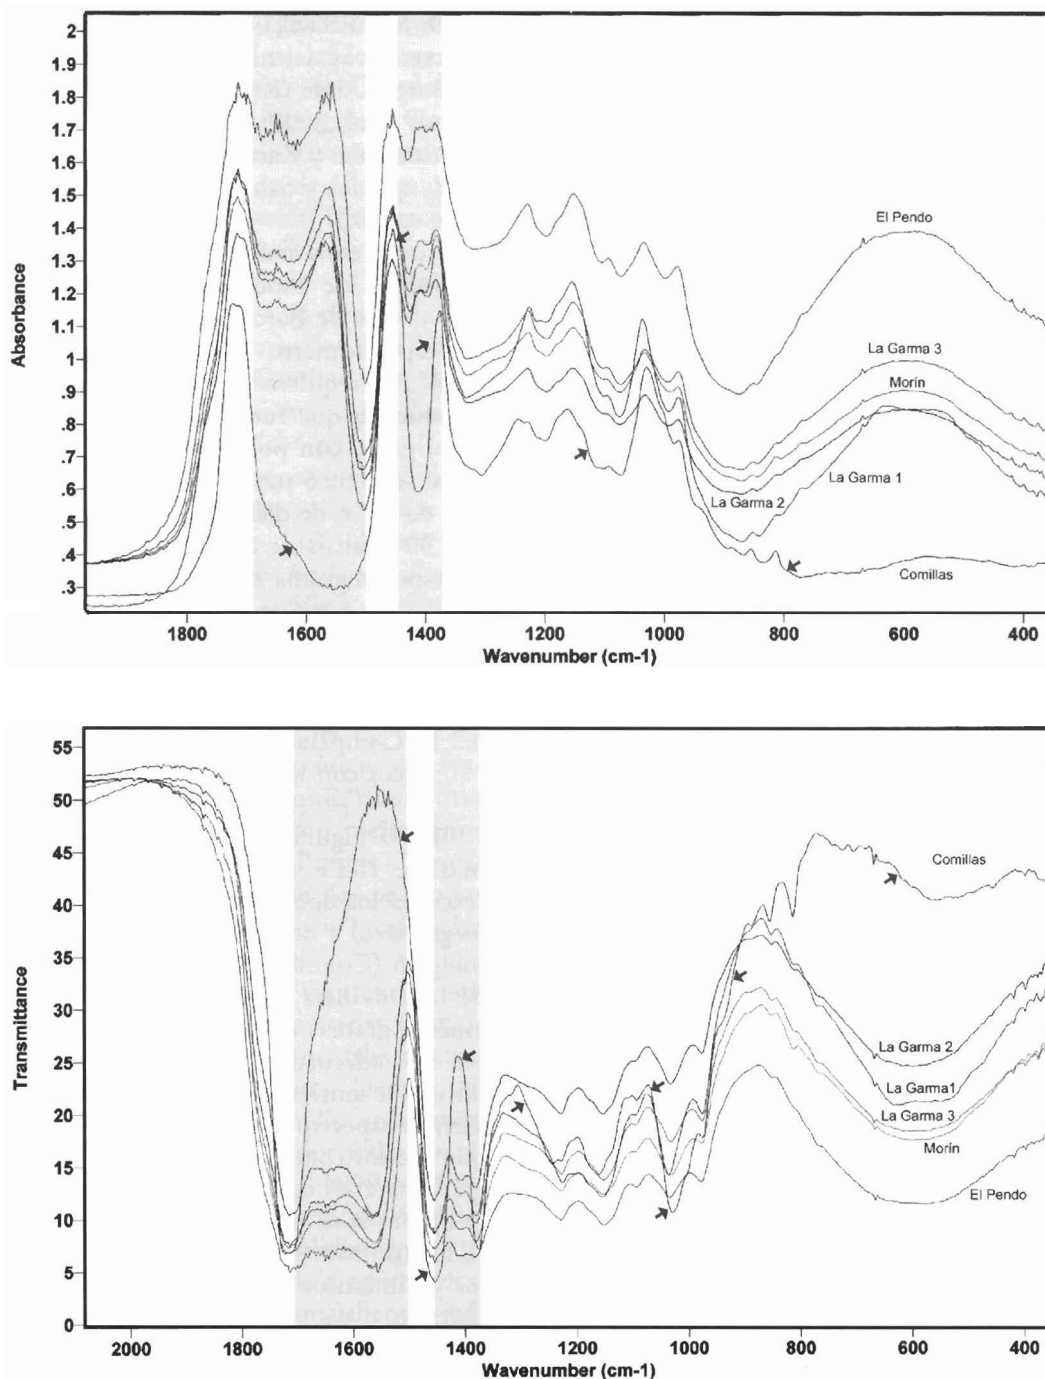 2
1.9
1.8
1.7
1.6
1.5
1.4
1.3
1.2
1.1
1
.9
.8
.7
.6
.5
.4
.3
Absorbance
El Pendo
La Garma 3
Morín
La Garma 1
La Garma 2
Comillas
1800 1600 1400 1200 1000 800 600 400
Wavenumber (cm-1)
55
50
45
40
35
30
25
20
15
10
5
0
Transmittance
Comillas
La Garma 2
La Garma1
La Garma 3
Morín
El Pendo
2000 1800 1600 1400 1200 1000 800 600 400
Wavenumber (cm-1)